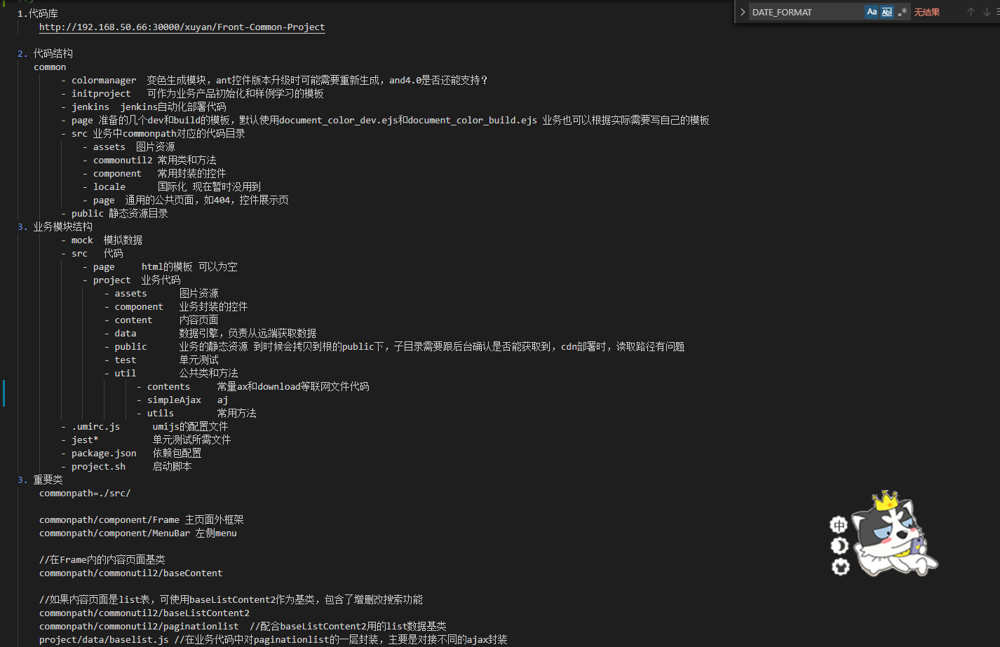 DATE_FORMAT Aa Abl .* 无结果
-->
1.代码库
http://192.168.50.66:30000/xuyan/Front-Common-Project
2. 代码结构
common
- colormanager 变色生成模块，ant控件版本升级时可能需要重新生成，and4.0是否还能支持？
- initproject 可作为业务产品初始化和样例学习的模板
- jenkins jenkins自动化部署代码
- page 准备的几个dev和build的模板，默认使用document_color_dev.ejs和document_color_build.ejs 业务也可以根据实际需要写自己的模板
- src 业务中commonpath对应的代码目录
- assets 图片资源
- commonutil2 常用类和方法
- component 常用封装的控件
- locale 国际化 现在暂时没用到
- page 通用的公共页面，如404，控件展示页
- public 静态资源目录
3. 业务模块结构
- mock 模拟数据
- src 代码
- page html的模板 可以为空
- project 业务代码
- assets 图片资源
- component 业务封装的控件
- content 内容页面
- data 数据引擎，负责从远端获取数据
- public 业务的静态资源 到时候会拷贝到根的public下，子目录需要跟后台确认是否能获取到，cdn部署时，读取路径有问题
- test 单元测试
- util 公共类和方法
- contents 常量ax和download等联网文件代码
- simpleAjax aj
- utils 常用方法
- .umirc.js umijs的配置文件
- jest* 单元测试所需文件
- package.json 依赖包配置
- project.sh 启动脚本
3. 重要类
commonpath=./src/
commonpath/component/Frame 主页面外框架
commonpath/component/MenuBar 左侧menu
//在Frame内的内容页面基类
commonpath/commonutil2/baseContent
//如果内容页面是list表，可使用baseListContent2作为基类，包含了增删改搜索功能
commonpath/commonutil2/baseListContent2
commonpath/commonutil2/paginationlist //配合baseListContent2用的list数据基类
project/data/baselist.js //在业务代码中对paginationlist的一层封装，主要是对接不同的ajax封装
中